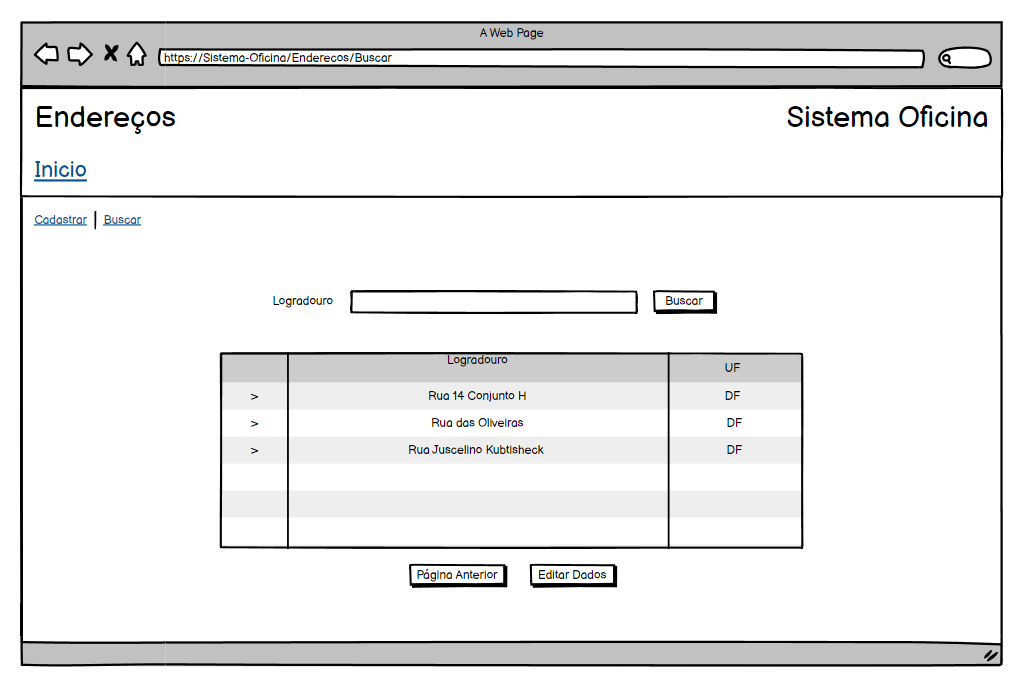 A Web Page
https://Sistema-Oficina/Enderecos/Buscar
Endereços
Sistema Oficina
Inicio
Cadastrar | Buscar
Logradouro
Buscar
Logradouro
UF
> Rua 14 Conjunto H DF
> Rua das Oliveiras DF
> Rua Juscelino Kubtisheck DF
Página Anterior
Editar Dados